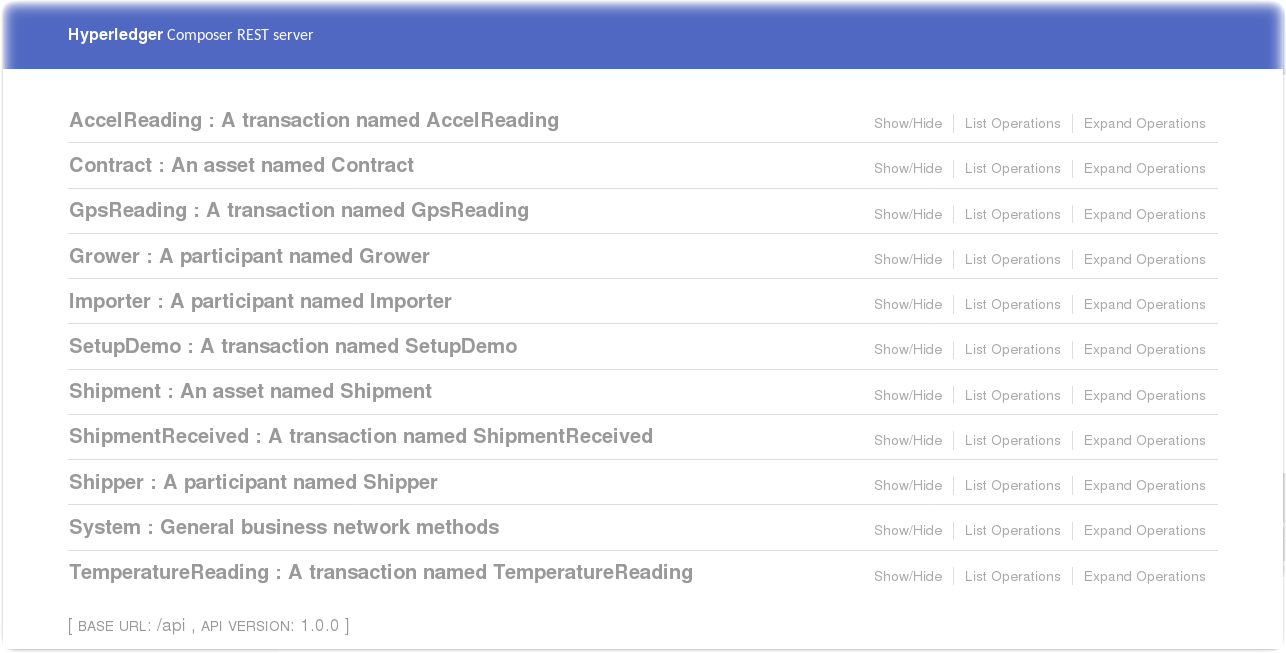 Hyperledger Composer REST server
AccelReading : A transaction named AccelReading Show/Hide List Operations Expand Operations
Contract : An asset named Contract Show/Hide List Operations Expand Operations
GpsReading : A transaction named GpsReading Show/Hide List Operations Expand Operations
Grower : A participant named Grower Show/Hide List Operations Expand Operations
Importer : A participant named Importer Show/Hide List Operations Expand Operations
SetupDemo : A transaction named SetupDemo Show/Hide List Operations Expand Operations
Shipment : An asset named Shipment Show/Hide List Operations Expand Operations
ShipmentReceived : A transaction named ShipmentReceived Show/Hide List Operations Expand Operations
Shipper : A participant named Shipper Show/Hide List Operations Expand Operations
System : General business network methods Show/Hide List Operations Expand Operations
TemperatureReading : A transaction named TemperatureReading Show/Hide List Operations Expand Operations
[ BASE URL: /api , API VERSION: 1.0.0 ]